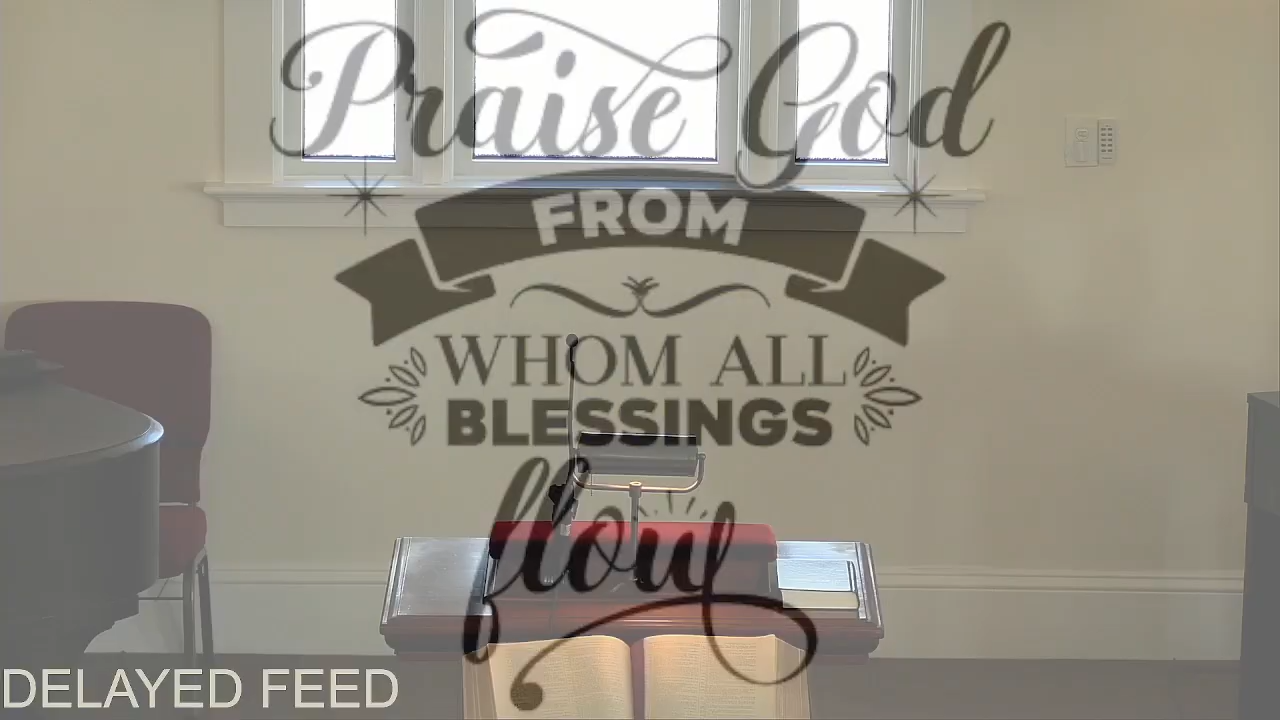 Praise God
FROM
WHOM ALL
BLESSINGS
flow
DELAYED FEED